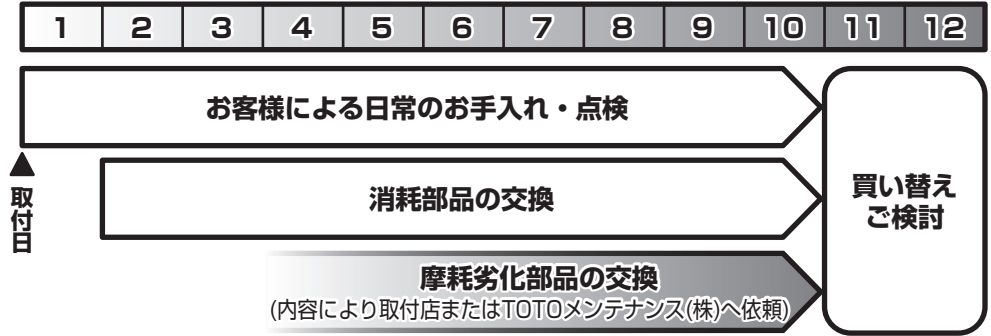 1 2 3 4 5 6 7 8 9 10 11 12
お客様による日常のお手入れ・点検
取付日
消耗部品の交換
買い替え
ご検討
摩耗劣化部品の交換
(内容により取付店またはTOTOメンテナンス(株)へ依頼)